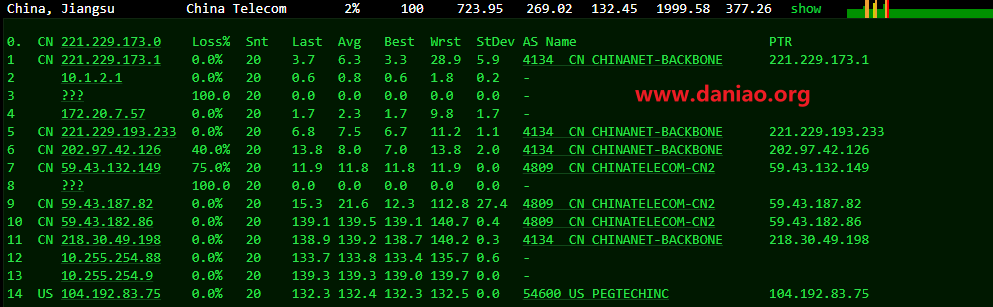 China, Jiangsu China Telecom 2% 100 723.95 269.02 132.45 1999.58 377.26 show
0. CN 221.229.173.0 Loss% Snt Last Avg Best Wrst StDev AS Name PTR
1 CN 221.229.173.1 0.0% 20 3.7 6.3 3.3 28.9 5.9 4134 CN CHINANET-BACKBONE 221.229.173.1
2 10.1.2.1 0.0% 20 0.6 0.8 0.6 1.8 0.2 -
3 ??? 100.0 20 0.0 0.0 0.0 0.0 0.0 -
www.daniao.org
4 172.20.7.57 0.0% 20 1.7 2.3 1.7 9.8 1.7 -
5 CN 221.229.193.233 0.0% 20 6.8 7.5 6.7 11.2 1.1 4134 CN CHINANET-BACKBONE 221.229.193.233
6 CN 202.97.42.126 40.0% 20 13.8 8.0 7.0 13.8 2.0 4134 CN CHINANET-BACKBONE 202.97.42.126
7 CN 59.43.132.149 75.0% 20 11.9 11.8 11.8 11.9 0.0 4809 CN CHINATELECOM-CN2 59.43.132.149
8 ??? 100.0 20 0.0 0.0 0.0 0.0 0.0 -
9 CN 59.43.187.82 0.0% 20 15.3 21.6 12.3 112.8 27.4 4809 CN CHINATELECOM-CN2 59.43.187.82
10 CN 59.43.182.86 0.0% 20 139.1 139.5 139.1 140.7 0.4 4809 CN CHINATELECOM-CN2 59.43.182.86
11 CN 218.30.49.198 0.0% 20 138.9 139.2 138.7 140.2 0.3 4134 CN CHINANET-BACKBONE 218.30.49.198
12 10.255.254.88 0.0% 20 133.7 133.8 133.4 135.7 0.6 -
13 10.255.254.9 0.0% 20 139.3 139.3 139.0 139.7 0.0 -
14 US 104.192.83.75 0.0% 20 132.3 132.4 132.3 132.5 0.0 54600 US PEGTECHINC 104.192.83.75